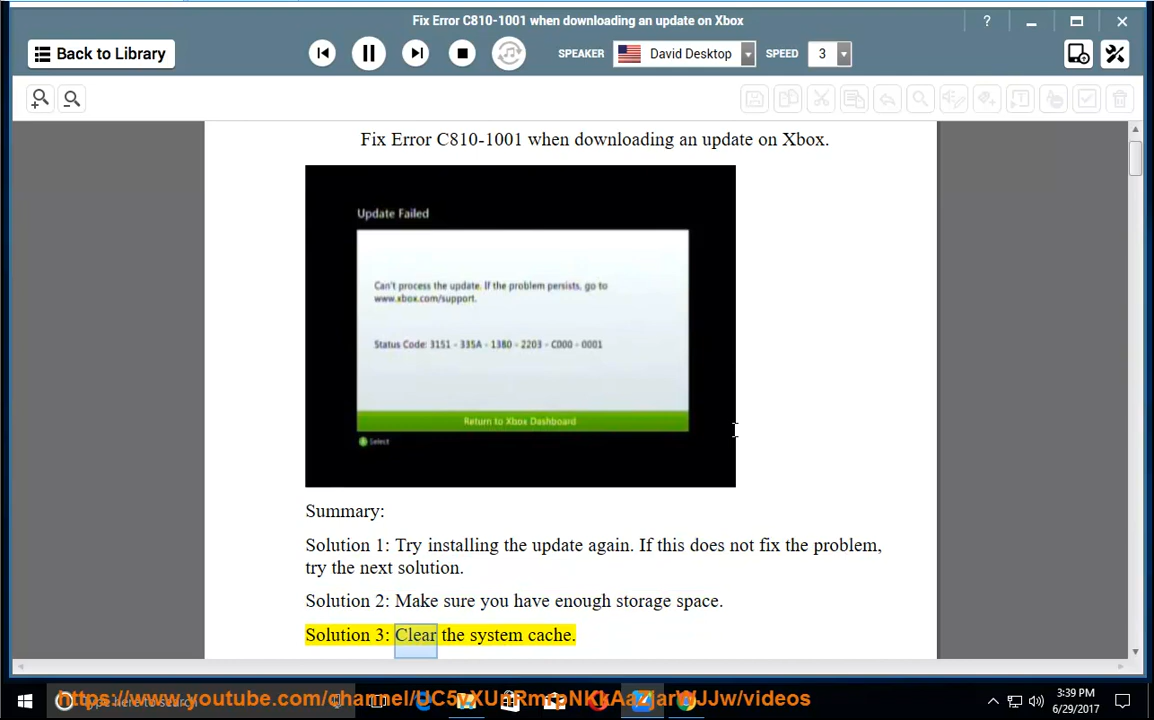 Fix Error C810-1001 when downloading an update on Xbox
Back to Library
SPEAKER
David Desktop
SPEED
3
Fix Error C810-1001 when downloading an update on Xbox.
Update Failed
Can't process the update. If the problem persists, go to
www.xbox.com/support.
Status Code: 3151 - 335A - 1380 - 2203 - C000 - 0001
Return to Xbox Dashboard
A Select
Summary:
Solution 1: Try installing the update again. If this does not fix the problem,
try the next solution.
Solution 2: Make sure you have enough storage space.
Solution 3: Clear the system cache.
Type here to search
3:39 PM
6/29/2017